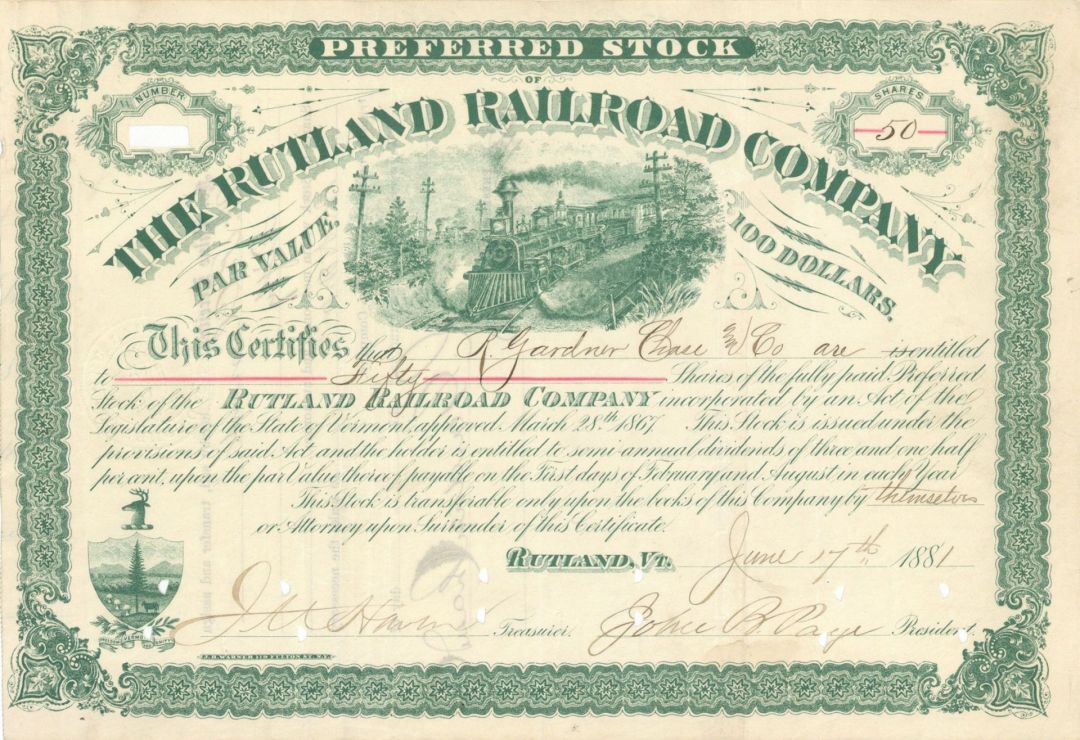 PREFERRED STOCK
OF
THE RUTLAND RAILROAD COMPANY
NUMBER
SHARES
50
PAR VALUE.
100 DOLLARS.
This Certifies that R. Gardner Chase & Co are is entitled
to Fifty Shares of the fully paid Preferred
Stock of the RUTLAND RAILROAD COMPANY incorporated by an Act of the
Legislature of the State of Vermont, approved March 28th 1867. This Stock is issued under the
provisions of said Act and the holder is entitled to semi-annual dividends of three and one half
per cent. upon the par Value thereof payable on the First days of February and August in each Year
This Stock is transferable only upon the books of this Company by themselves
or Attorney upon Surrender of this Certificate.
RUTLAND, VT. June 17th 1881
J. M. Haven Treasurer. John B Page President.